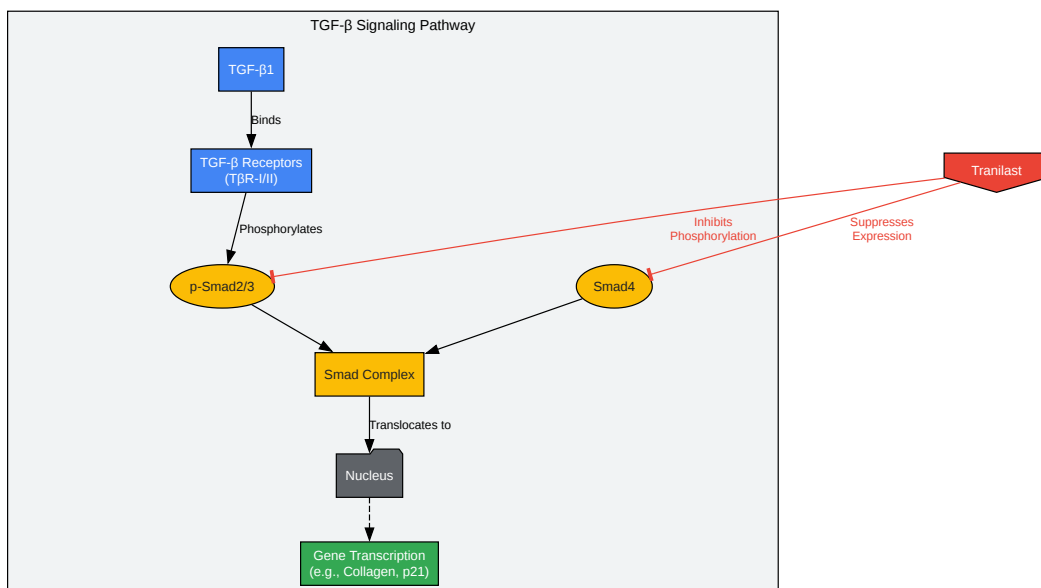 TGF-β Signaling Pathway
TGF-β1
Binds
TGF-β Receptors
(TβR-I/II)
Tranilast
Phosphorylates
Inhibits
Phosphorylation
Suppresses
Expression
p-Smad2/3
Smad4
Smad Complex
Translocates to
Nucleus
Gene Transcription
(e.g., Collagen, p21)